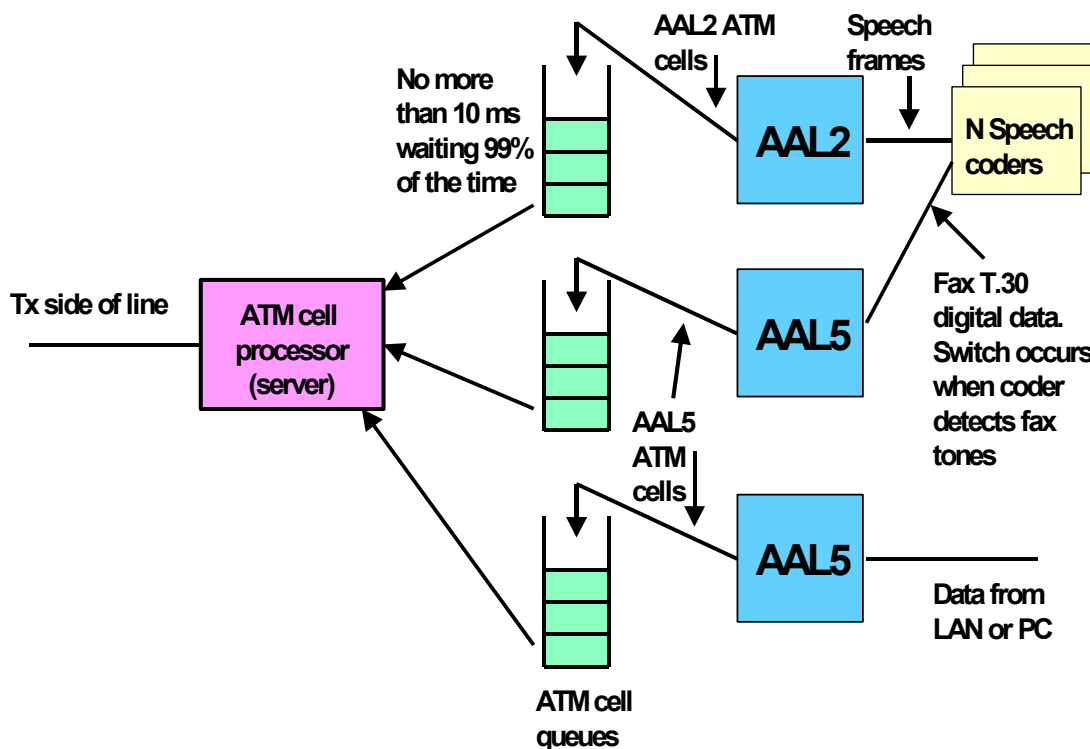 AAL2 ATM
cells
Speech
frames
No more
than 10 ms
waiting 99%
of the time
AAL2
N Speech
coders
Tx side of line
ATM cell
processor
(server)
AAL5
Fax T.30
digital data.
Switch occurs
when coder
detects fax
tones
AAL5
ATM
cells
AAL5
Data from
LAN or PC
ATM cell
queues